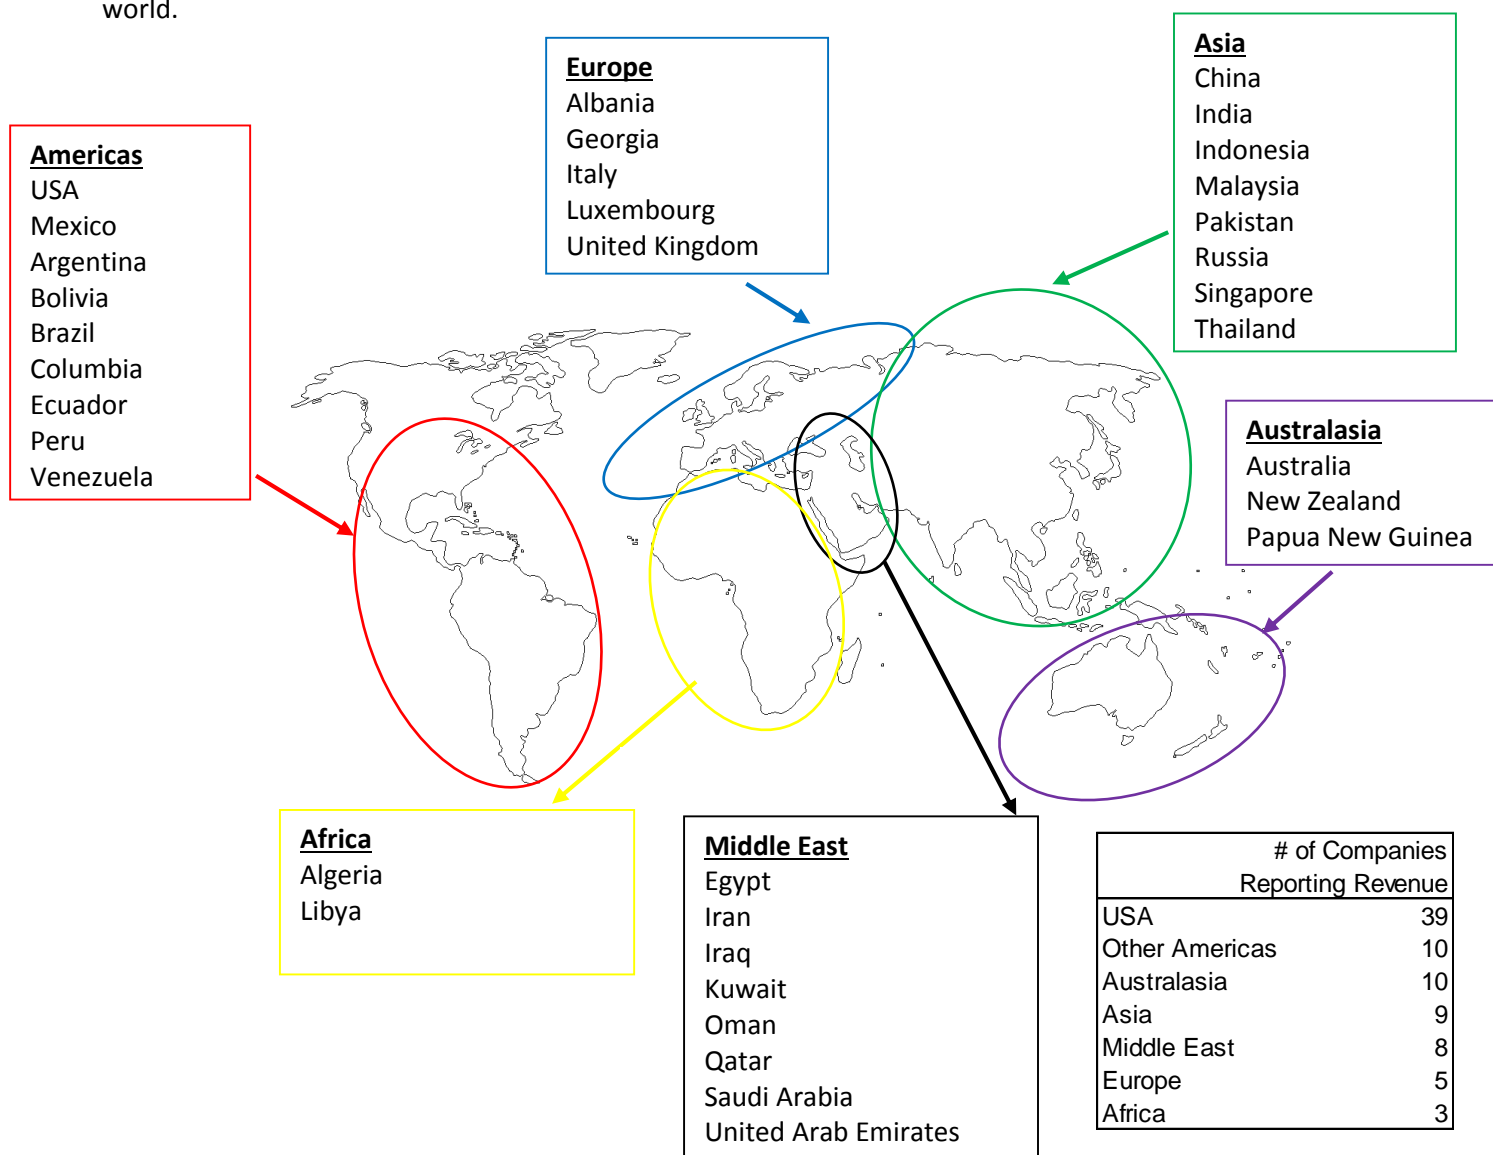 world.
Europe
Albania
Georgia
Italy
Luxembourg
United Kingdom
Asia
China
India
Indonesia
Malaysia
Pakistan
Russia
Singapore
Thailand
Americas
USA
Mexico
Argentina
Bolivia
Brazil
Columbia
Ecuador
Peru
Venezuela
Australasia
Australia
New Zealand
Papua New Guinea
Africa
Algeria
Libya
Middle East
Egypt
Iran
Iraq
Kuwait
Oman
Qatar
Saudi Arabia
United Arab Emirates
# of Companies
Reporting Revenue
USA 39
Other Americas 10
Australasia 10
Asia 9
Middle East 8
Europe 5
Africa 3